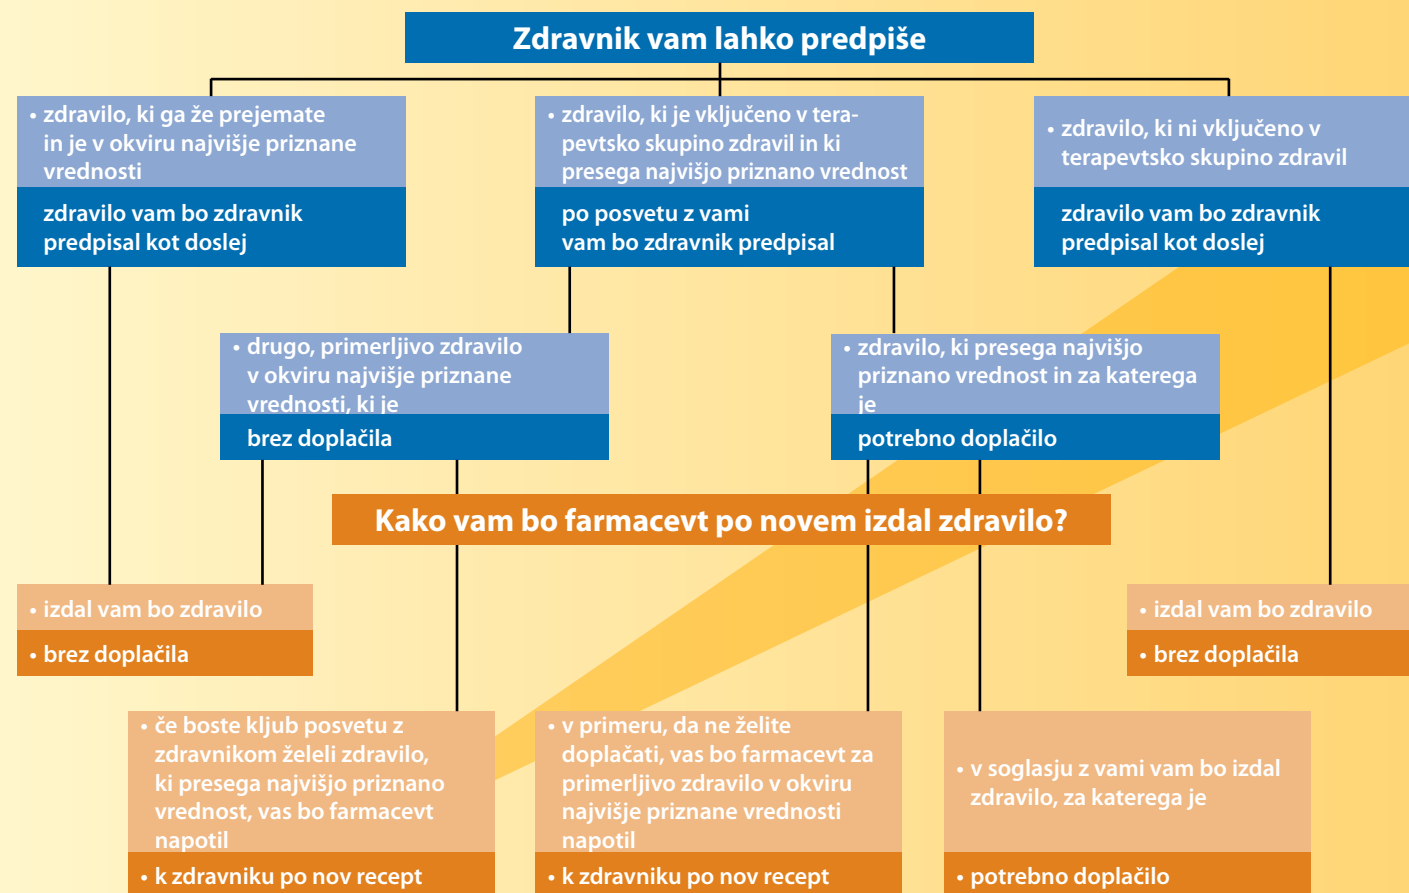 Zdravnik vam lahko predpiše
• zdravilo, ki ga že prejemate
in je v okviru najvišje priznane
vrednosti
zdravilo vam bo zdravnik
predpisal kot doslej
• zdravilo, ki je vključeno v tera-
pevtsko skupino zdravil in ki
presega najvišjo priznano vrednost
po posvetu z vami
vam bo zdravnik predpisal
• zdravilo, ki ni vključeno v
terapevtsko skupino zdravil
zdravilo vam bo zdravnik
predpisal kot doslej
• drugo, primerljivo zdravilo
v okviru najvišje priznane
vrednosti, ki je
brez doplačila
• zdravilo, ki presega najvišjo
priznano vrednost in za katerega
je
potrebno doplačilo
Kako vam bo farmacevt po novem izdal zdravilo?
• izdal vam bo zdravilo
• brez doplačila
• izdal vam bo zdravilo
• brez doplačila
• če boste kljub posvetu z
zdravnikom želeli zdravilo,
ki presega najvišjo priznano
vrednost, vas bo farmacevt
napotil
• k zdravniku po nov recept
• v primeru, da ne želite
doplačati, vas bo farmacevt za
primerljivo zdravilo v okviru
najvišje priznane vrednosti
napotil
• k zdravniku po nov recept
• v soglasju z vami vam bo izdal
zdravilo, za katerega je
• potrebno doplačilo